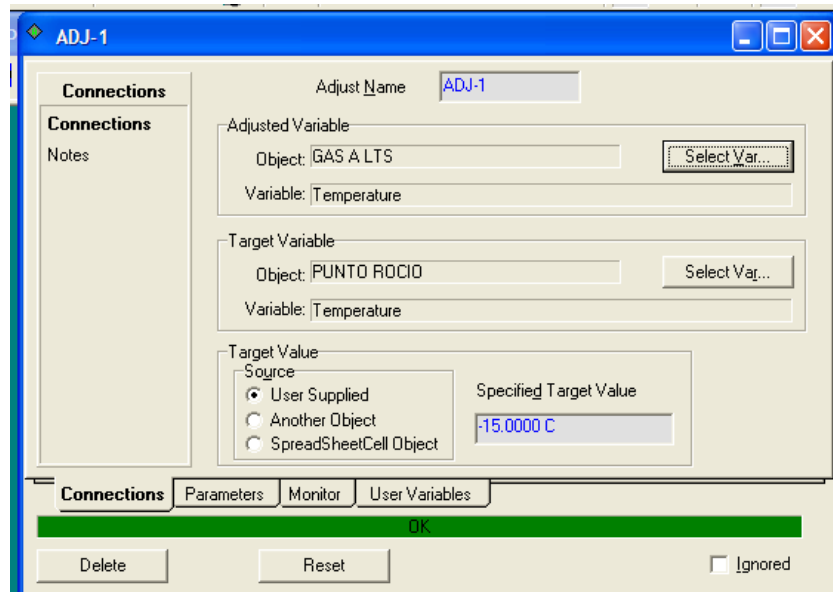 ADJ-1
Connections
Connections
Notes
Adjust Name ADJ-1
Adjusted Variable
Object: GAS A LTS Select Var...
Variable: Temperature
Target Variable
Object: PUNTO ROCIO Select Var...
Variable: Temperature
Target Value
Source
User Supplied
Another Object
SpreadSheetCell Object
Specified Target Value
-15.0000 C
Connections Parameters Monitor User Variables
OK
Delete Reset Ignored